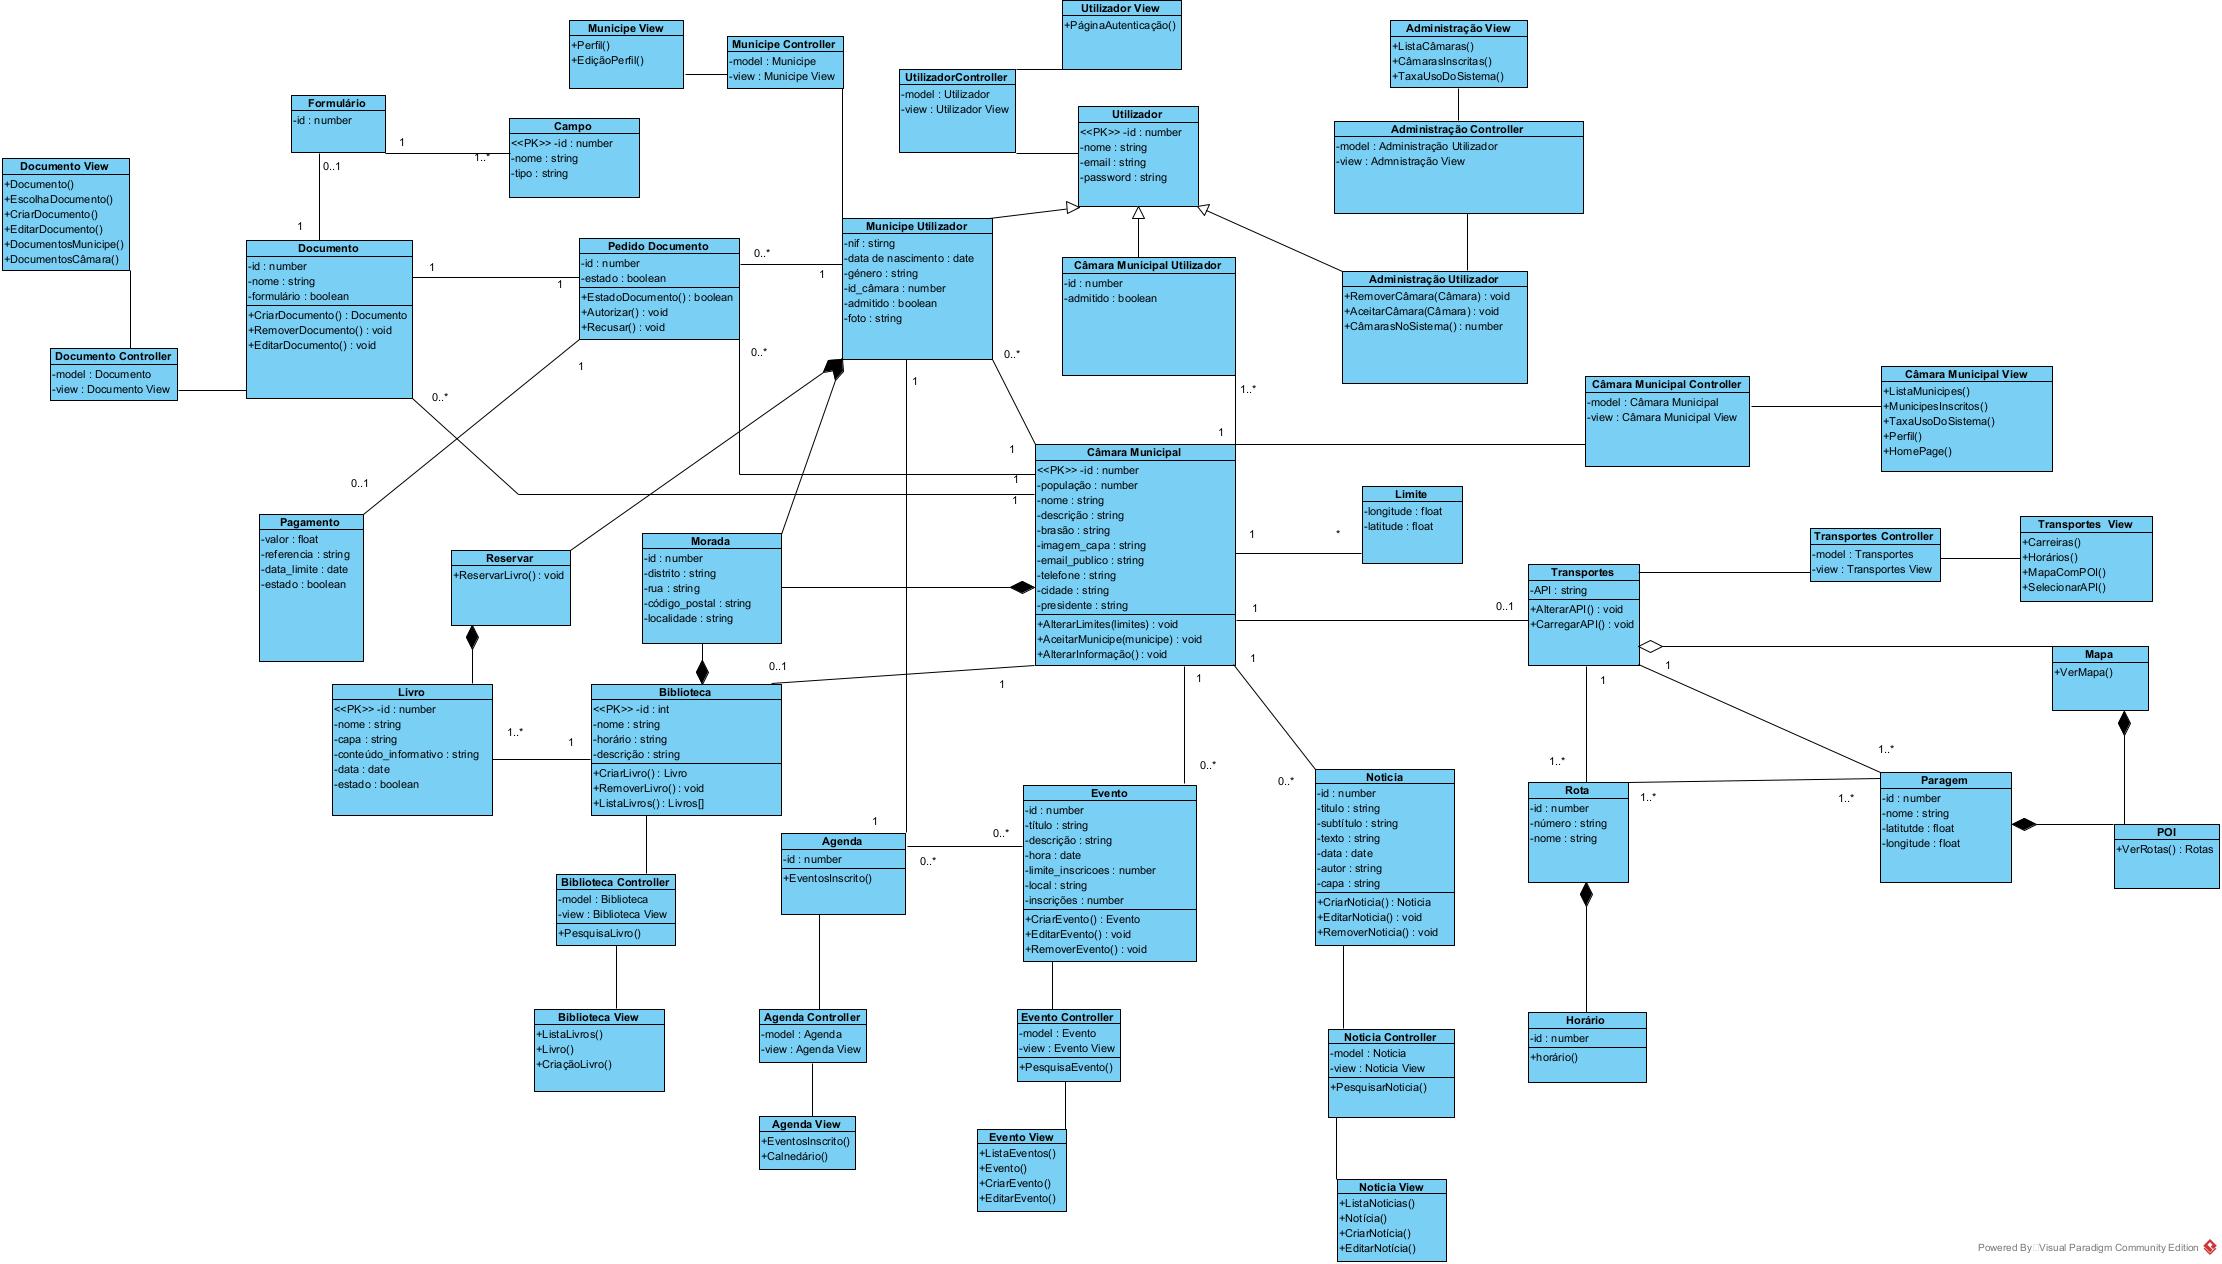 Utilizador View
+PáginaAutenticação()
Municipe View
+Perfil()
+EdiçãoPerfil()
Municipe Controller
-model : Municipe
-view : Municipe View
UtilizadorController
-model : Utilizador
-view : Utilizador View
Administração View
+ListaCâmaras()
+CâmarasInscritas()
+TaxaUsoDoSistema()
Formulário
-id : number
1
1..*
0..1
1
Campo
<<PK>> -id : number
-nome : string
-tipo : string
Utilizador
<<PK>> -id : number
-nome : string
-email : string
-password : string
Administração Controller
-model : Administração Utilizador
-view : Admnistração View
Documento View
+Documento()
+EscolhaDocumento()
+CriarDocumento()
+EditarDocumento()
+DocumentosMunicipe()
+DocumentosCâmara()
Documento
-id : number
-nome : string
-formulário : boolean
+CriarDocumento() : Documento
+RemoverDocumento() : void
+EditarDocumento() : void
1
1
Pedido Documento
-id : number
-estado : boolean
+EstadoDocumento() : boolean
+Autorizar() : void
+Recusar() : void
0..*
1
Municipe Utilizador
-nif : stirng
-data de nascimento : date
-género : string
-id_câmara : number
-admitido : boolean
-foto : string
Câmara Municipal Utilizador
-id : number
-admitido : boolean
Administração Utilizador
+RemoverCâmara(Câmara) : void
+AceitarCâmara(Câmara) : void
+CâmarasNoSistema() : number
Documento Controller
-model : Documento
-view : Documento View
0..*
1
0..*
1
0..*
1..*
1
1
1
1
0..1
Câmara Municipal Controller
-model : Câmara Municipal
-view : Câmara Municipal View
Câmara Municipal View
+ListaMunicipes()
+MunicipesInscritos()
+TaxaUsoDoSistema()
+Perfil()
+HomePage()
Câmara Municipal
<<PK>> -id : number
-população : number
-nome : string
-descrição : string
-brasão : string
-imagem_capa : string
-email_publico : string
-telefone : string
-cidade : string
-presidente : string
+AlterarLimites(limites) : void
+AceitarMunicipe(municipe) : void
+AlterarInformação() : void
Limite
-longitude : float
-latitude : float
1
*
Pagamento
-valor : float
-referencia : string
-data_limite : date
-estado : boolean
Reservar
+ReservarLivro() : void
Morada
-id : number
-distrito : string
-rua : string
-código_postal : string
-localidade : string
Transportes
-API : string
+AlterarAPI() : void
+CarregarAPI() : void
1
0..1
Transportes Controller
-model : Transportes
-view : Transportes View
Transportes  View
+Carreiras()
+Horários()
+MapaComPOI()
+SelecionarAPI()
Mapa
+VerMapa()
0..1
1
1
1
1
1
Livro
<<PK>> -id : number
-nome : string
-capa : string
-conteúdo_informativo : string
-data : date
-estado : boolean
1..*
1
Biblioteca
<<PK>> -id : int
-nome : string
-horário : string
-descrição : string
+CriarLivro() : Livro
+RemoverLivro() : void
+ListaLivros() : Livros[]
0..*
0..*
1..*
1..*
1..*
1..*
Evento
-id : number
-título : string
-descrição : string
-hora : date
-limite_inscricoes : number
-local : string
-inscrições : number
+CriarEvento() : Evento
+EditarEvento() : void
+RemoverEvento() : void
Noticia
-id : number
-titulo : string
-subtítulo : string
-texto : string
-data : date
-autor : string
-capa : string
+CriarNoticia() : Noticia
+EditarNoticia() : void
+RemoverNoticia() : void
Rota
-id : number
-número : string
-nome : string
Paragem
-id : number
-nome : string
-latitutde : float
-longitude : float
POI
+VerRotas() : Rotas
1
Agenda
-id : number
+EventosInscrito()
0..*
0..*
Biblioteca Controller
-model : Biblioteca
-view : Biblioteca View
+PesquisaLivro()
Biblioteca View
+ListaLivros()
+Livro()
+CriaçãoLivro()
Agenda Controller
-model : Agenda
-view : Agenda View
Evento Controller
-model : Evento
-view : Evento View
+PesquisaEvento()
Noticia Controller
-model : Noticia
-view : Noticia View
+PesquisarNoticia()
Horário
-id : number
+horário()
Agenda View
+EventosInscrito()
+Calnedário()
Evento View
+ListaEventos()
+Evento()
+CriarEvento()
+EditarEvento()
Noticia View
+ListaNoticias()
+Notícia()
+CriarNotícia()
+EditarNotícia()
Powered By Visual Paradigm Community Edition